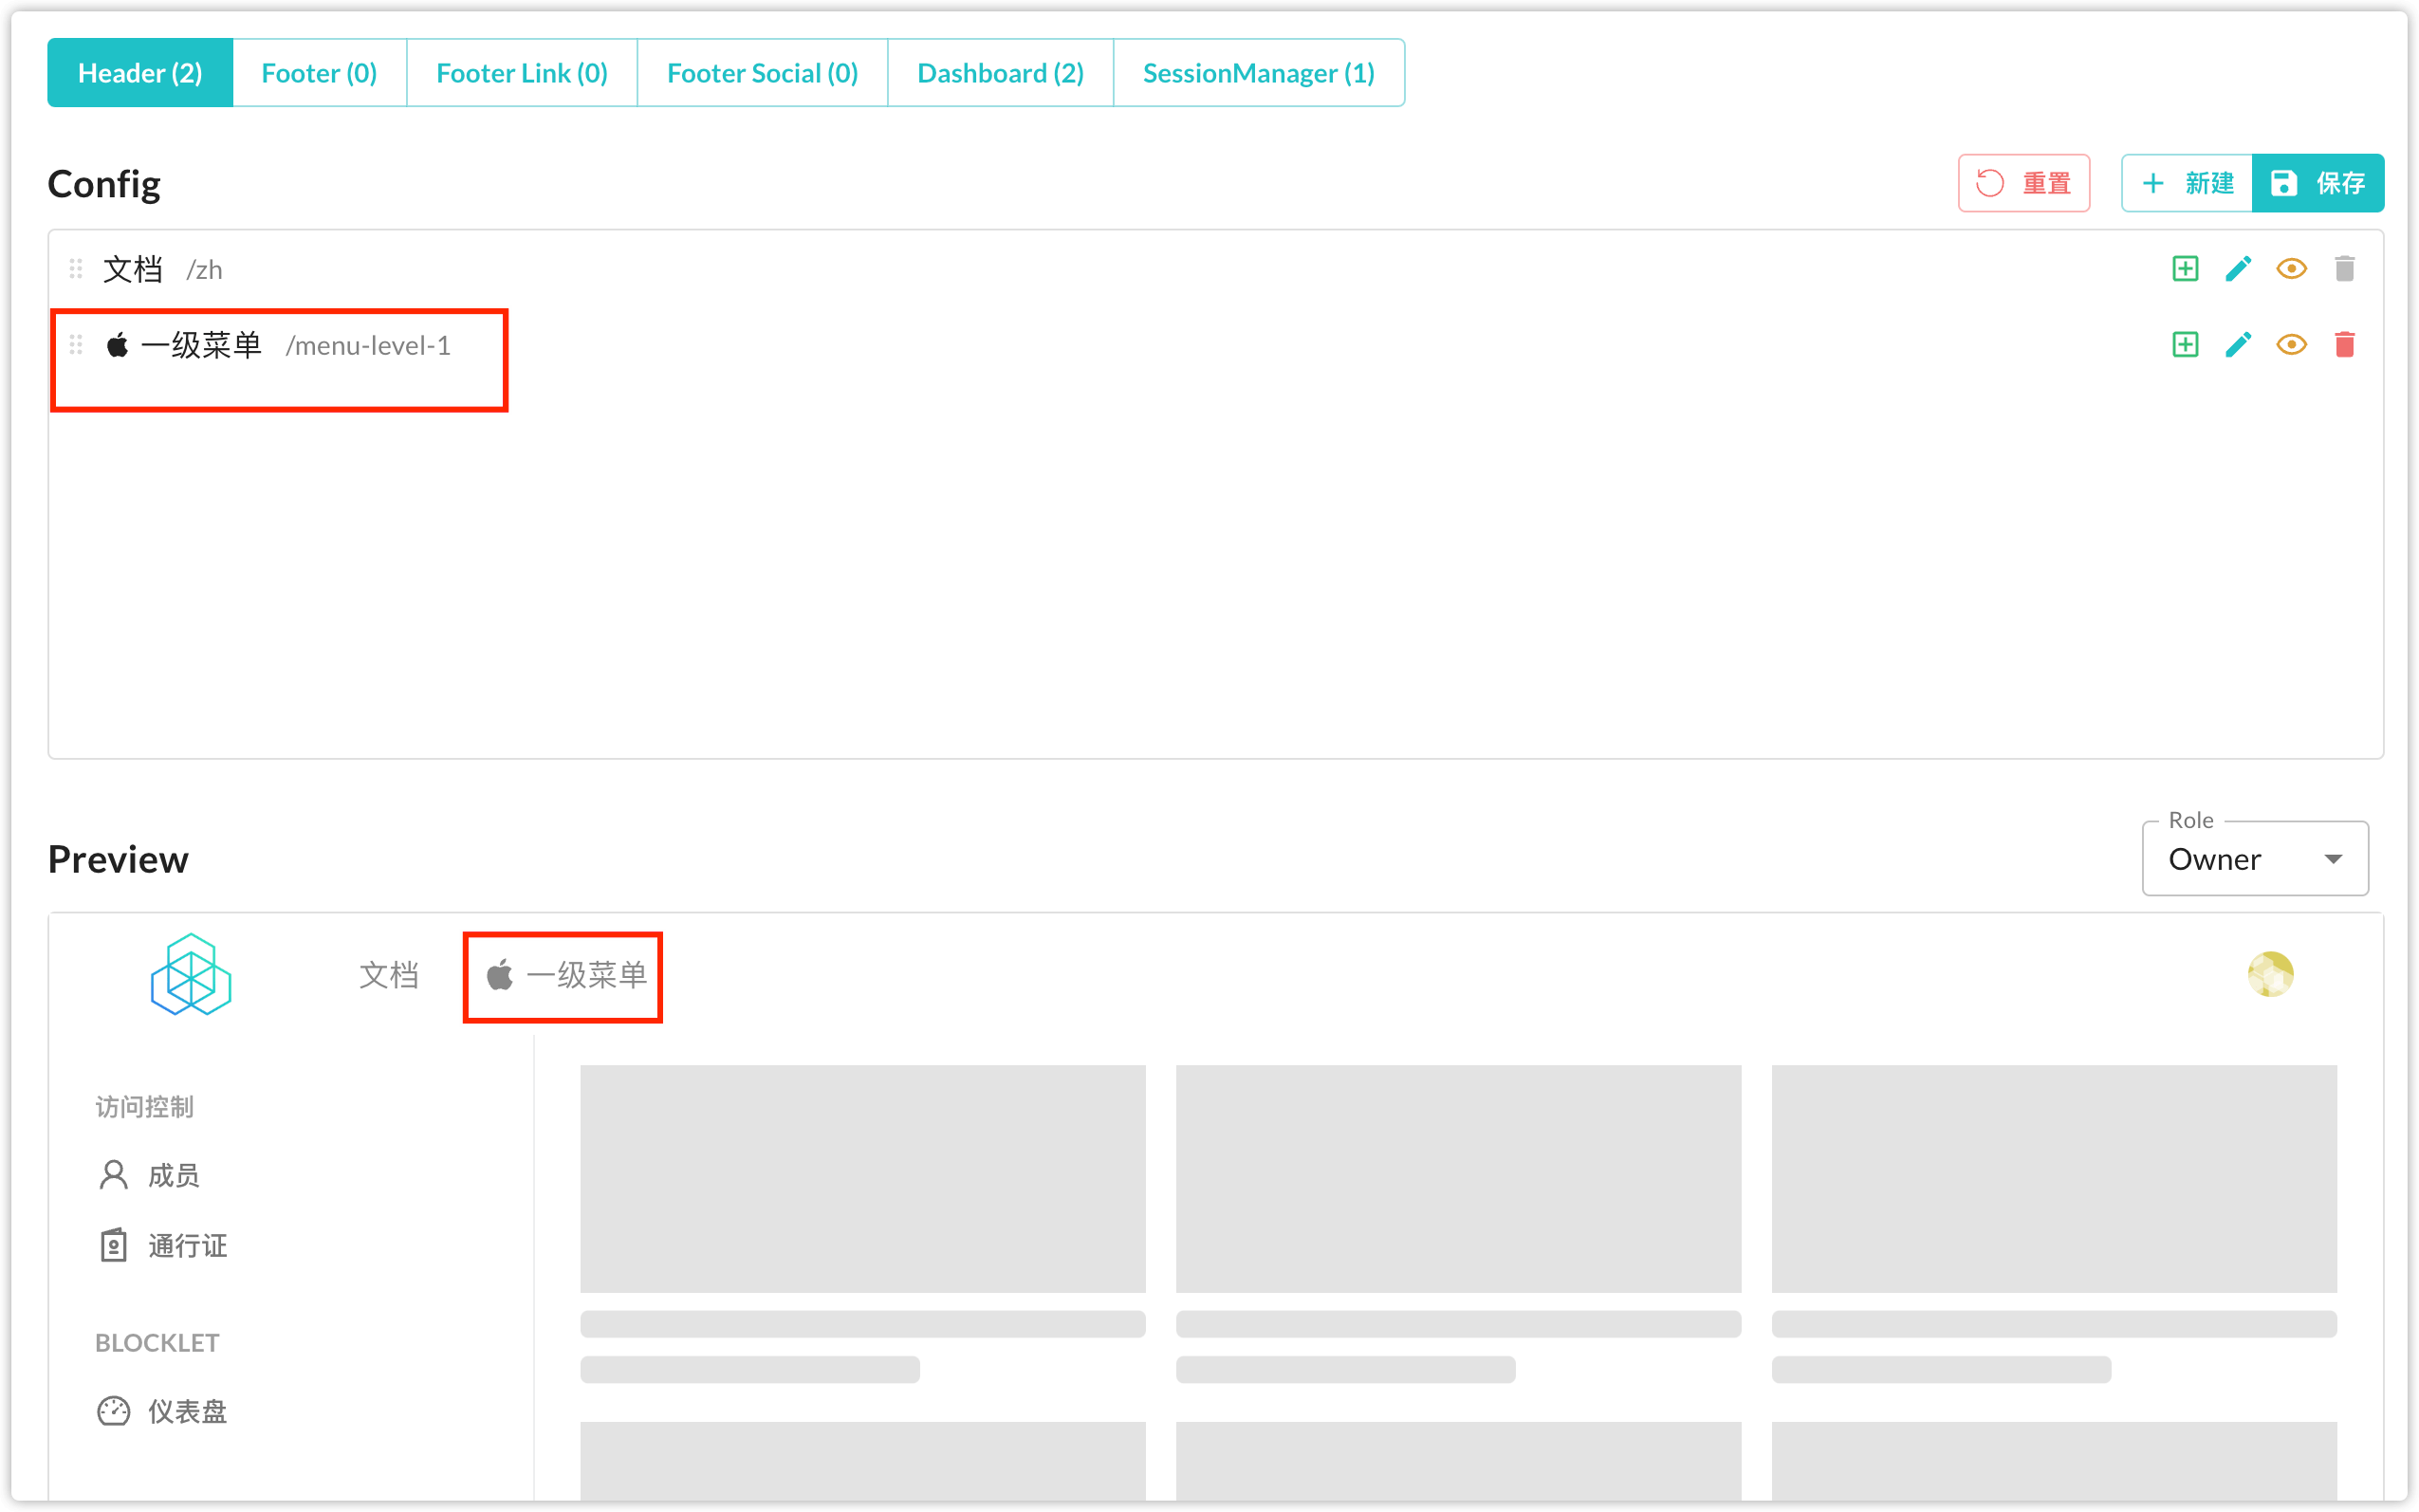 Header (2) Footer (0) Footer Link (0) Footer Social (0) Dashboard (2) SessionManager (1)
Config
重置 新建 保存
文档 /zh
一级菜单 /menu-level-1
Role
Preview
Owner
文档 一级菜单
访问控制
成员
通行证
BLOCKLET
仪表盘